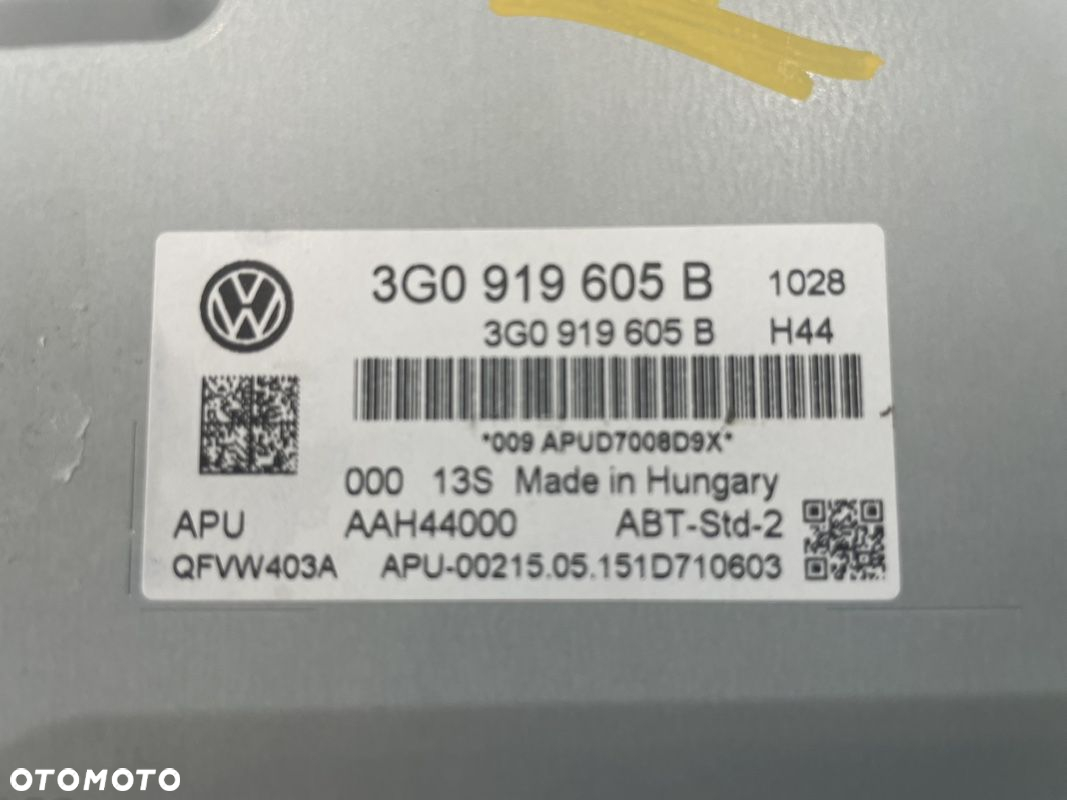 3G0 919 605 B 1028
3G0 919 605 B H44
*009 APUD7008D9X*
000 13S Made in Hungary
APU AAH44000 ABT-Std-2
QFVW403A APU-00215.05.151D710603
OTOMOTO